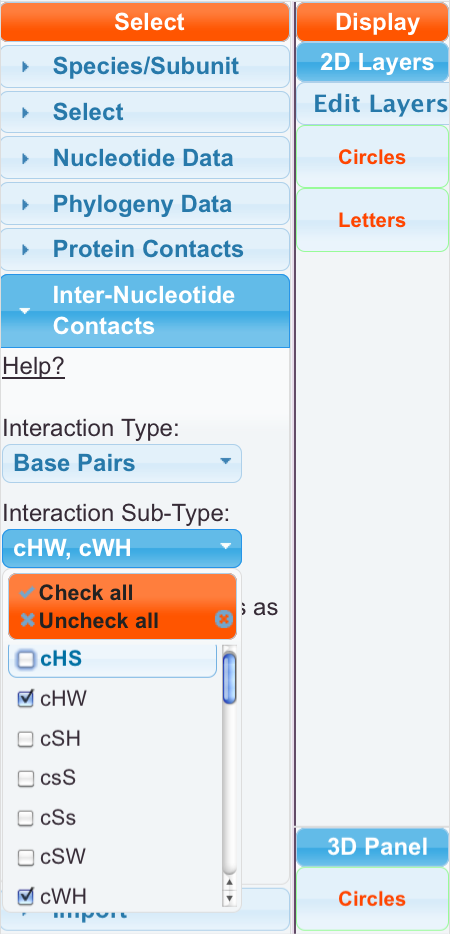 Select
Species/Subunit
Select
Nucleotide Data
Phylogeny Data
Protein Contacts
Inter-Nucleotide
Contacts
Help?
Interaction Type:
Base Pairs
Interaction Sub-Type:
cHW, cWH
Check all
Uncheck all
as
cHS
cHW
cSH
csS
cSs
cSW
cWH
Import
Display
2D Layers
Edit Layers
Circles
Letters
3D Panel
Circles